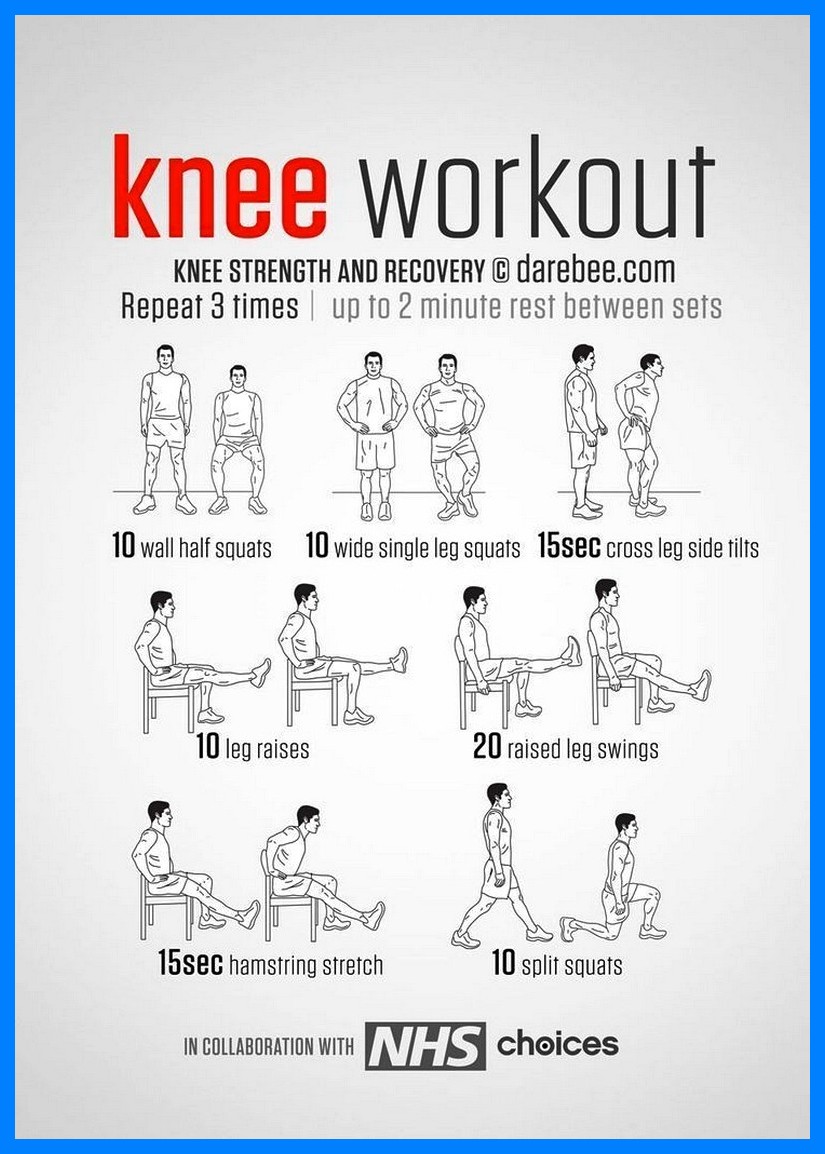 knee workout
KNEE STRENGTH AND RECOVERY © darebee.com
Repeat 3 times | up to 2 minute rest between sets
10 wall half squats
10 wide single leg squats
15sec cross leg side tilts
10 leg raises
20 raised leg swings
15sec hamstring stretch
10 split squats
IN COLLABORATION WITH NHS choices